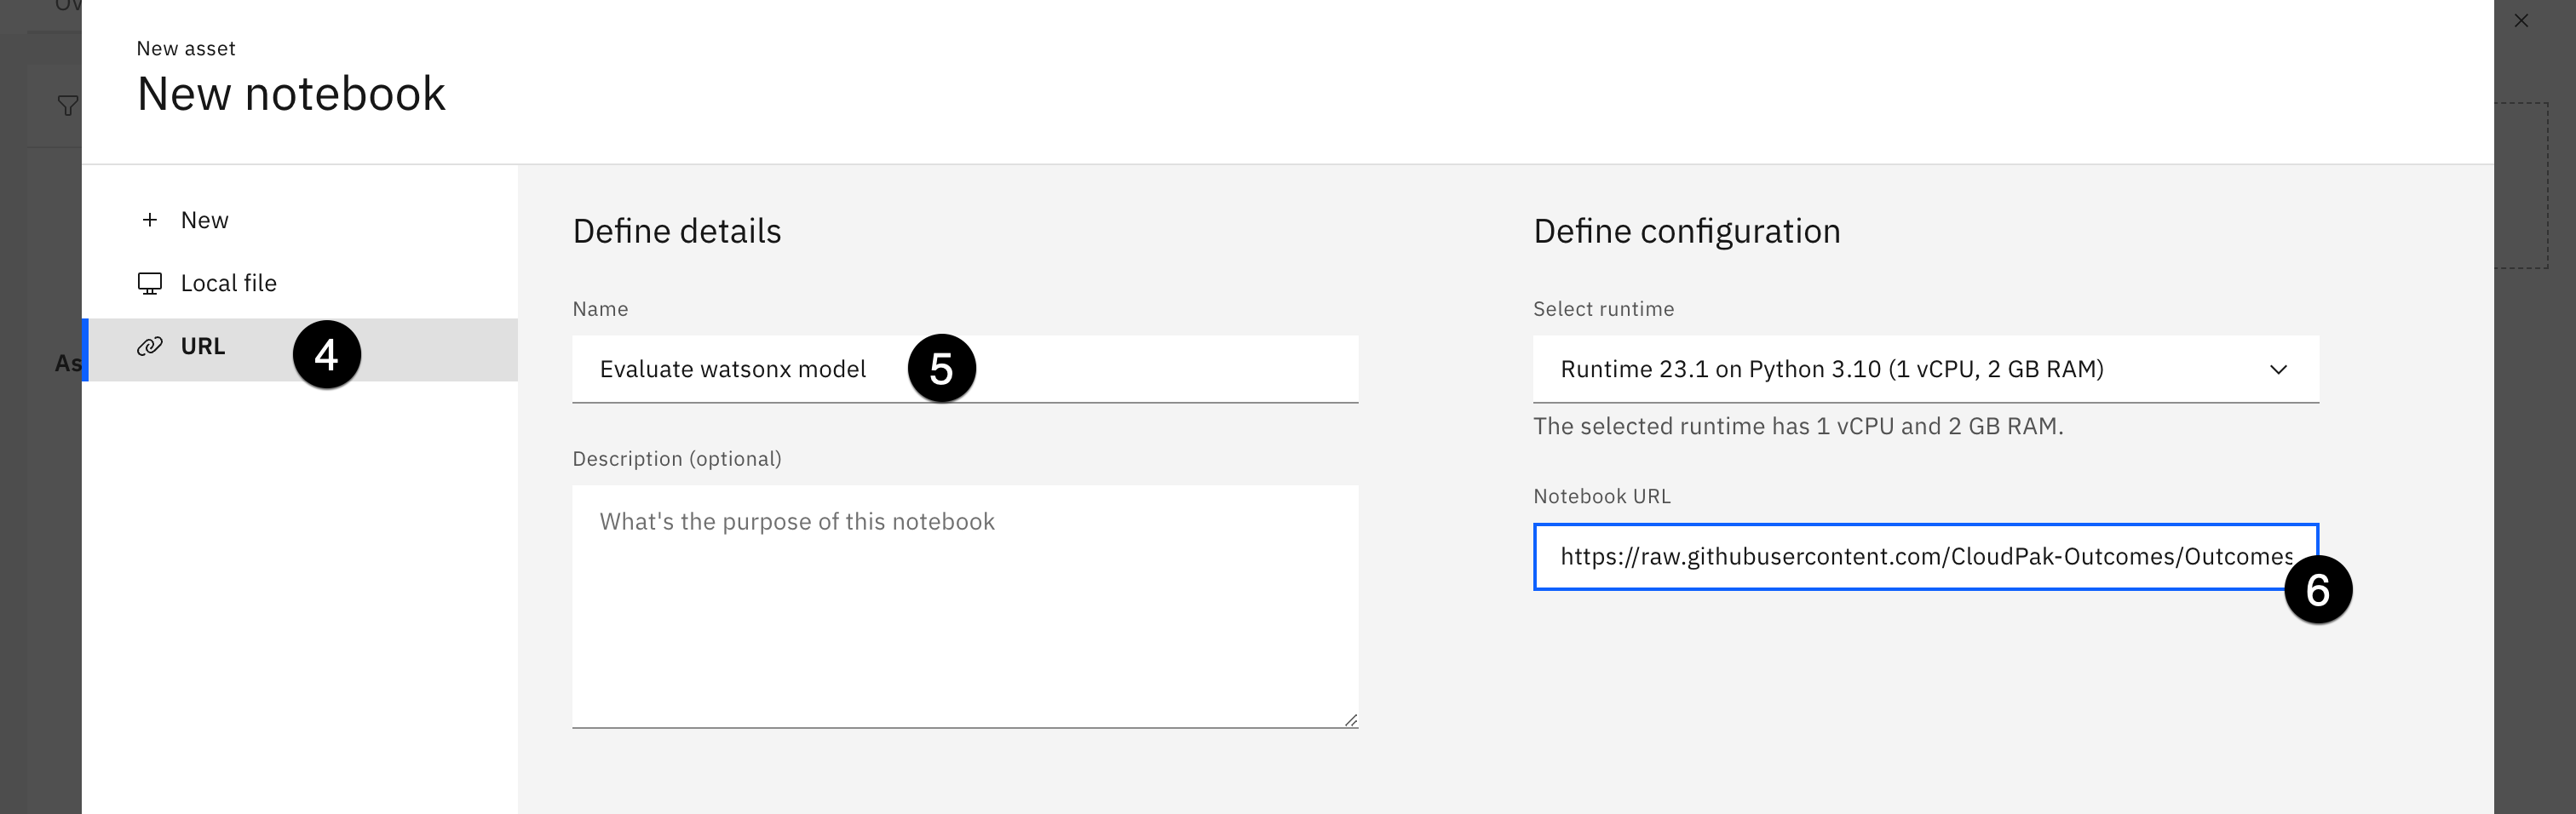 New asset
New notebook
New
Local file
URL
4
Define details
Name
Evaluate watsonx model
5
Description (optional)
What's the purpose of this notebook
Define configuration
Select runtime
Runtime 23.1 on Python 3.10 (1 vCPU, 2 GB RAM)
The selected runtime has 1 vCPU and 2 GB RAM.
Notebook URL
https://raw.githubusercontent.com/CloudPak-Outcomes/Outcomes
6
As